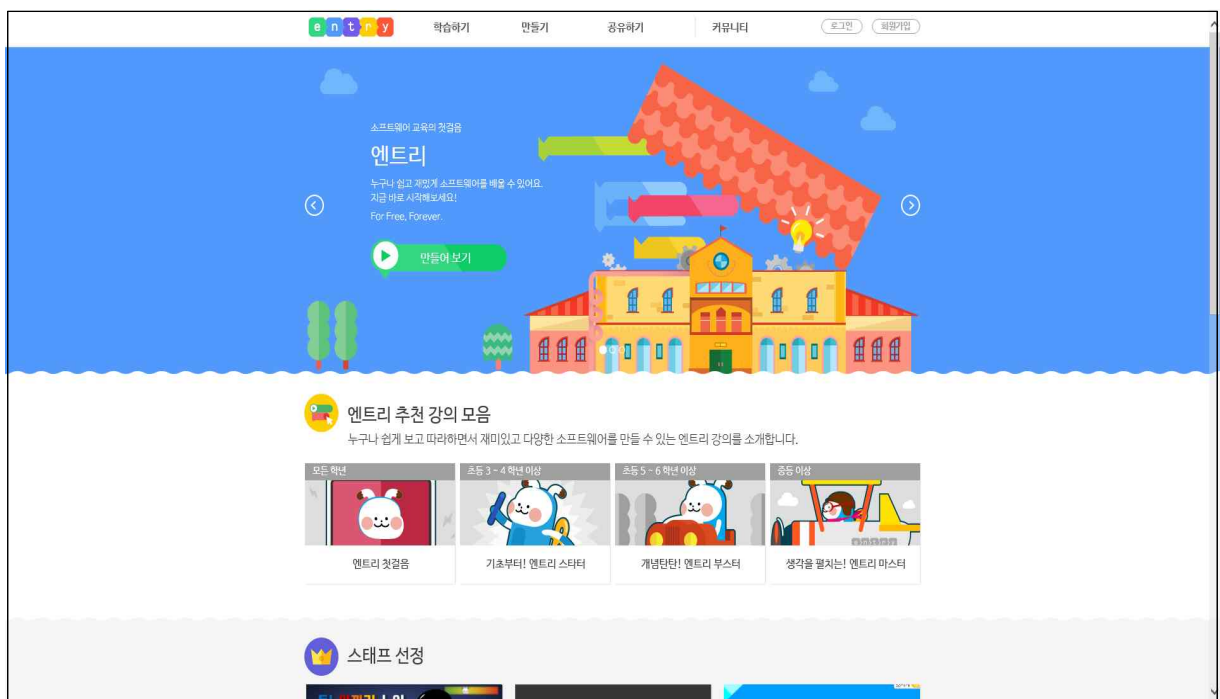 entry 학습하기 만들기 공유하기 커뮤니티 로그인 회원가입
소프트웨어 교육의 첫걸음
엔트리
누구나 쉽고 재밌게 소프트웨어를 배울 수 있어요.
지금 바로 시작해보세요!
For Free, Forever.
만들어 보기
엔트리 추천 강의 모음
누구나 쉽게 보고 따라하면서 재미있고 다양한 소프트웨어를 만들 수 있는 엔트리 강의를 소개합니다.
모든 학년 초등 3 ~ 4 학년 이상 초등 5 ~ 6 학년 이상 중등 이상
entry
엔트리 첫걸음 기초부터! 엔트리 스타터 개념탄탄! 엔트리 부스터 생각을 펼치는! 엔트리 마스터
스태프 선정